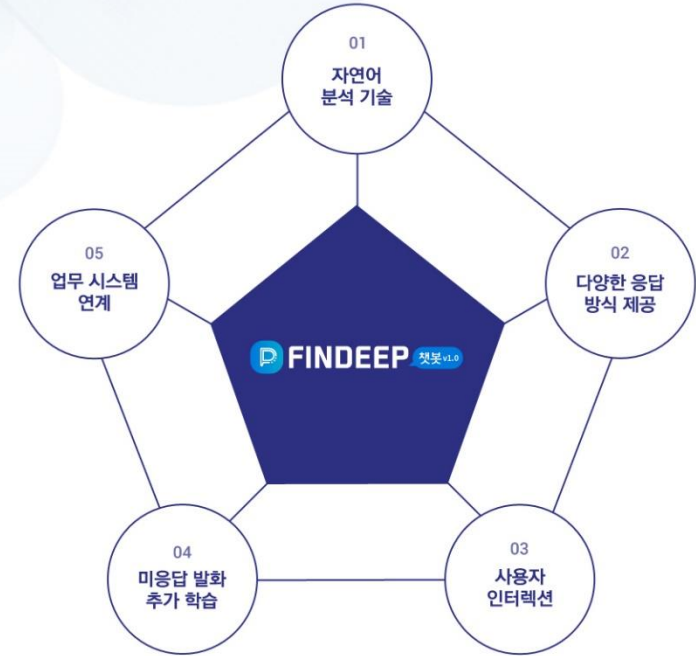 01
자연어
분석 기술
05
업무 시스템
연계
02
다양한 응답
방식 제공
FINDEEP 챗봇 v1.0
04
미응답 발화
추가 학습
03
사용자
인터렉션